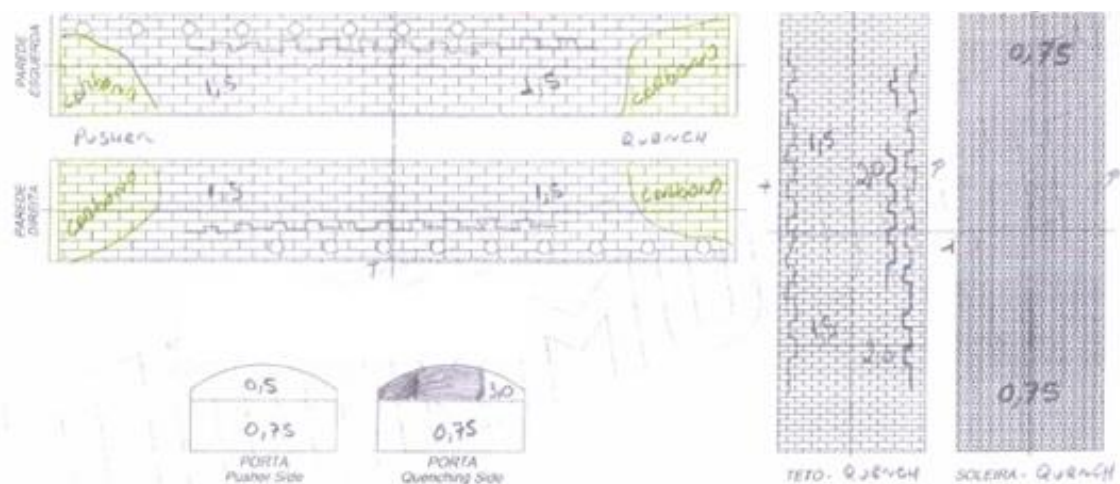 PAREDE
ESQUERDA
carbono
1,5
1,5
carbono
PusHer
QuENCH
PAREDE
DIREITA
carbono
1,5
1,5
carbono
0,5
0,75
PORTA
Pusher Side
3,0
0,75
PORTA
Quenching Side
1,5
2,0
1,5
2,0
TETO - QUENCH
0,75
0,75
SOLEIRA - QUENCH